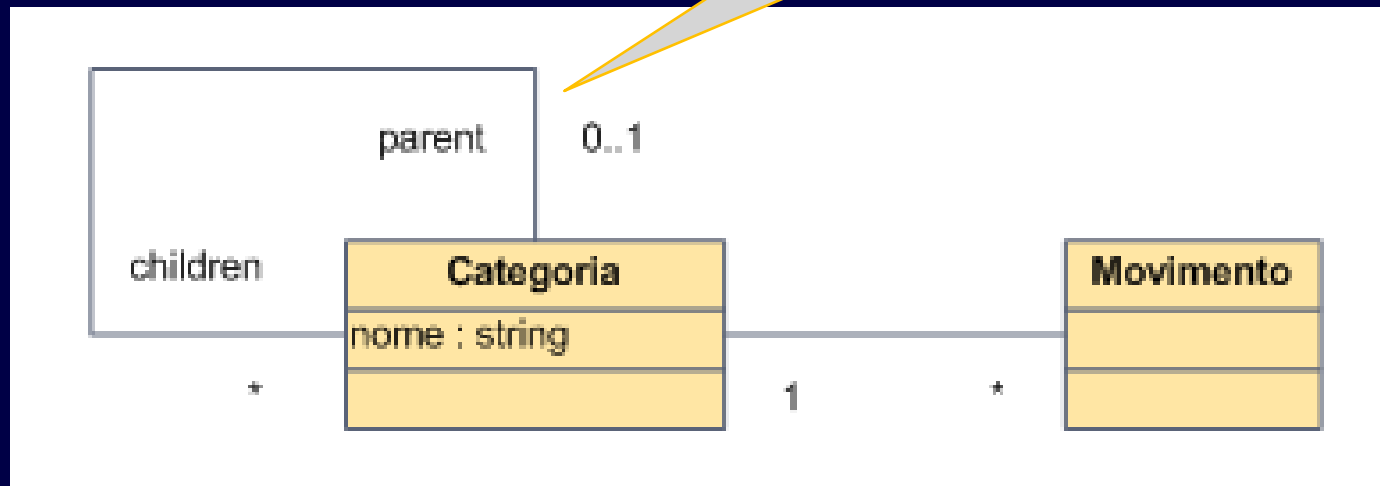 parent 0..1
children
Categoria
nome : string
Movimento
* 1 *